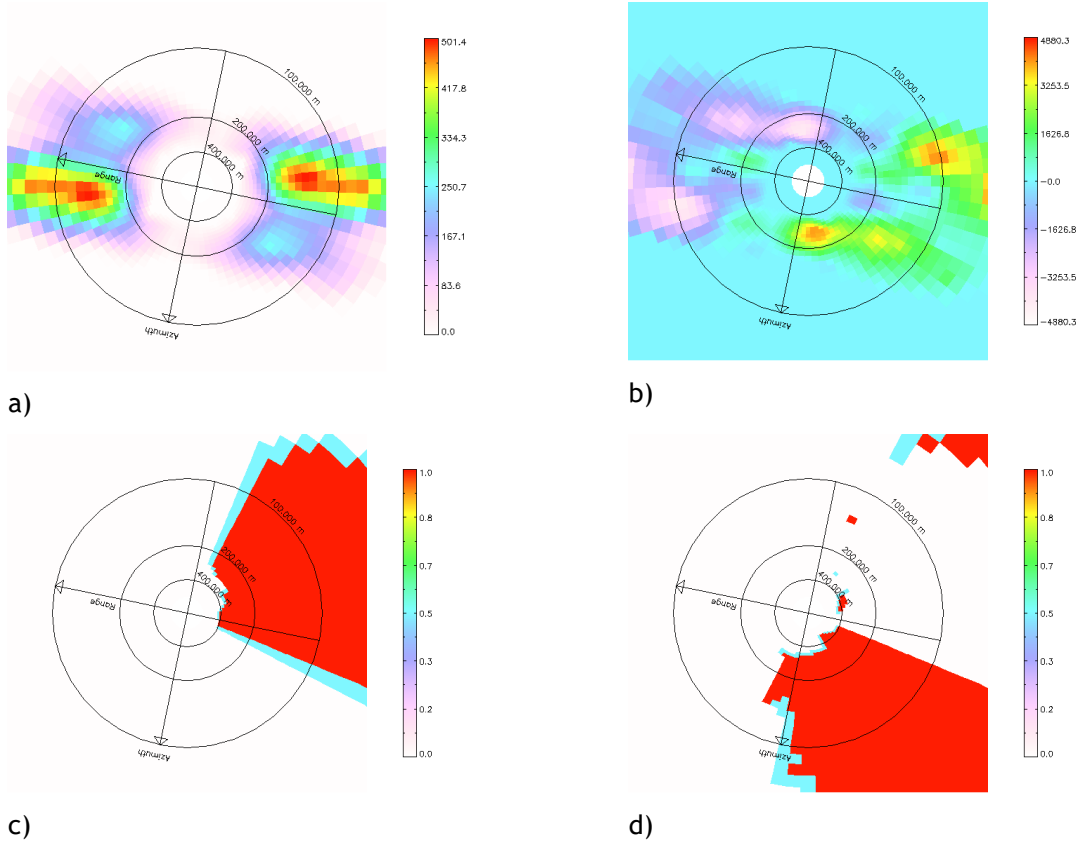 100.000 m
200.000 m
400.000 m
Range
Azimuth
501.4
417.8
334.3
250.7
167.1
83.6
0.0
a)
100.000 m
200.000 m
400.000 m
Range
Azimuth
4880.3
3253.5
1626.8
-0.0
-1626.8
-3253.5
-4880.3
b)
100.000 m
200.000 m
400.000 m
Range
Azimuth
1.0
0.8
0.7
0.5
0.3
0.2
0.0
c)
100.000 m
200.000 m
400.000 m
Range
Azimuth
1.0
0.8
0.7
0.5
0.3
0.2
0.0
d)